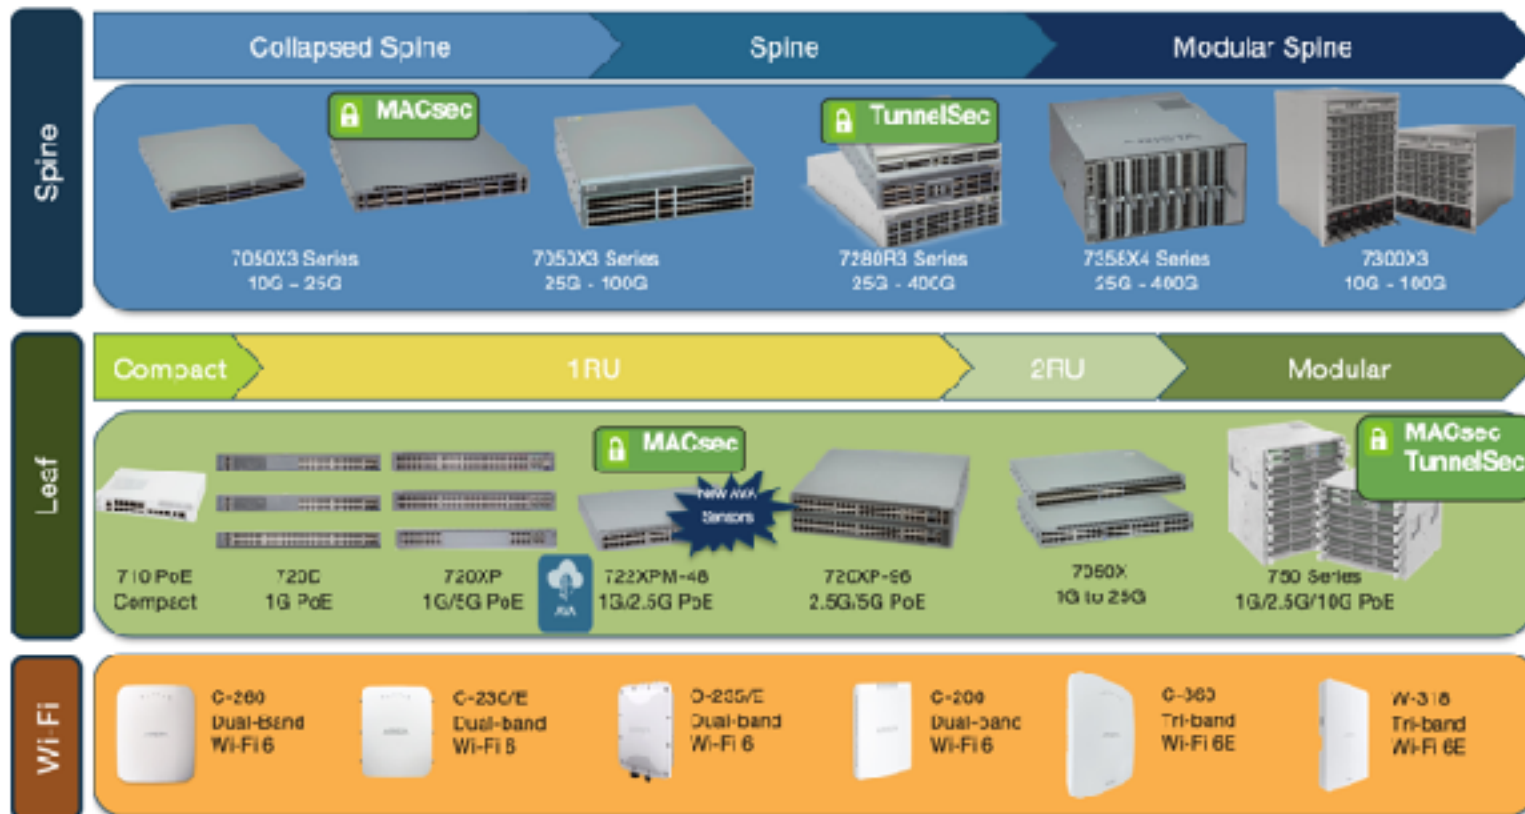 Spine
Collapsed Spine
Spine
Modular Spine
MACsec
TunnelSec
7050X3 Series
10G - 25G
7050X3 Series
25G - 100G
7280R3 Series
25G - 400G
7358X4 Series
25G - 400G
7300X3
10G - 100G
Leaf
Compact
1RU
2RU
Modular
MACsec
MACsec
TunnelSec
New AVA
Sensors
710 PoE
Compact
720D
1G PoE
720XP
1G/5G PoE
AVA
722XPM-48
1G/2.5G PoE
720XP-96
2.5G/5G PoE
7050X
1G to 25G
750 Series
1G/2.5G/10G PoE
Wi-Fi
C-260
Dual-Band
Wi-Fi 6
C-230/E
Dual-band
Wi-Fi 6
O-235/E
Dual-band
Wi-Fi 6
C-200
Dual-band
Wi-Fi 6
C-360
Tri-band
Wi-Fi 6E
W-318
Tri-band
Wi-Fi 6E